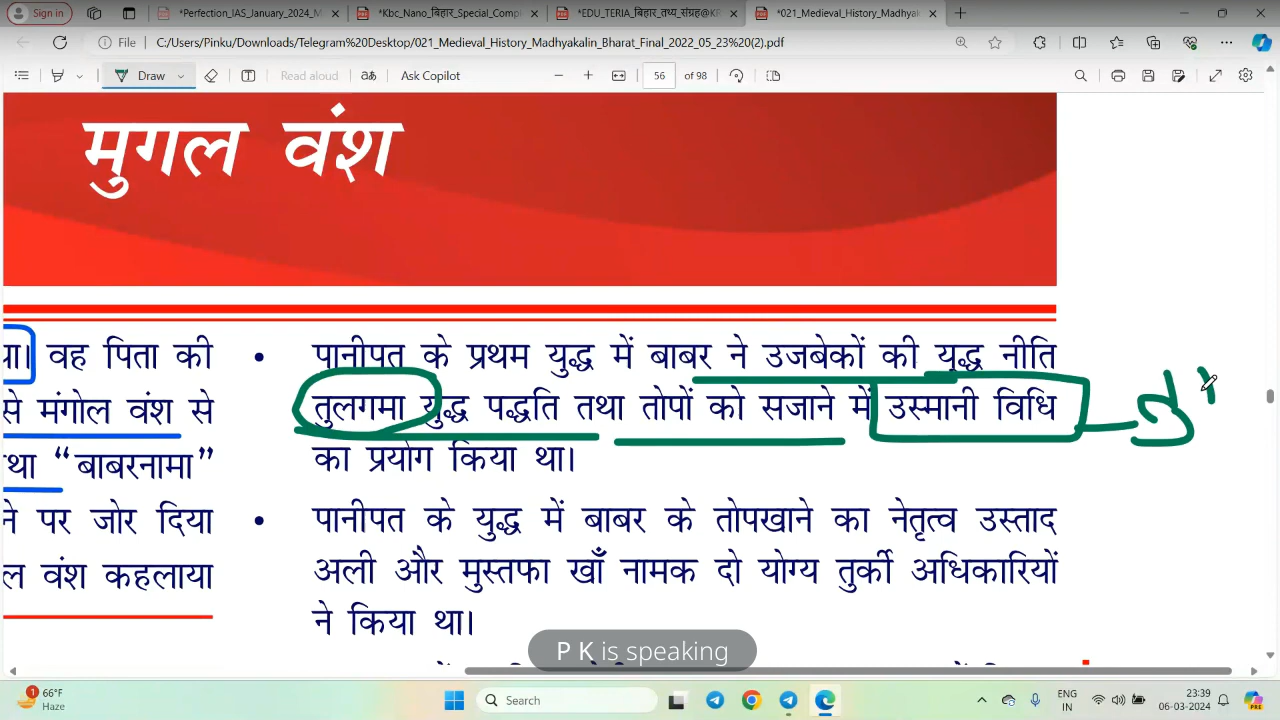 Sign in
*Perfection_IAS_January_2024_M
*Kbc_Nano_बिहार_Special_Compi
*EDU_TERIA_बिहार_तथ्य_संग्रह@K
*021_Medieval_History_Madhyak
File
C:/Users/Pinku/Downloads/Telegram%20Desktop/021_Medieval_History_Madhyakalin_Bharat_Final_2022_05_23%20(2).pdf
Draw
Read aloud
Ask Copilot
56 of 98
मुगल वंश
या। वह पिता की
से मंगोल वंश से
था “बाबरनामा”
ने पर जोर दिया
ल वंश कहलाया
• पानीपत के प्रथम युद्ध में बाबर ने उजबेकों की युद्ध नीति
तुलगमा युद्ध पद्धति तथा तोपों को सजाने में उस्मानी विधि
का प्रयोग किया था।
• पानीपत के युद्ध में बाबर के तोपखाने का नेतृत्व उस्ताद
अली और मुस्तफा खाँ नामक दो योग्य तुर्की अधिकारियों
ने किया था।
P K is speaking
1
66°F
Haze
Search
ENG
IN
23:39
06-03-2024